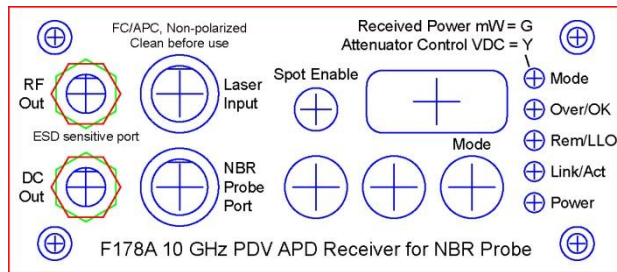 FC/APC, Non-polarized
Clean before use
Received Power mW = G
Attenuator Control VDC = Y
RF
Out
Laser
Input
Spot Enable
Mode
Over/OK
ESD sensitive port
Rem/LLO
Mode
DC
Out
NBR
Probe
Port
Link/Act
Power
F178A 10 GHz PDV APD Receiver for NBR Probe